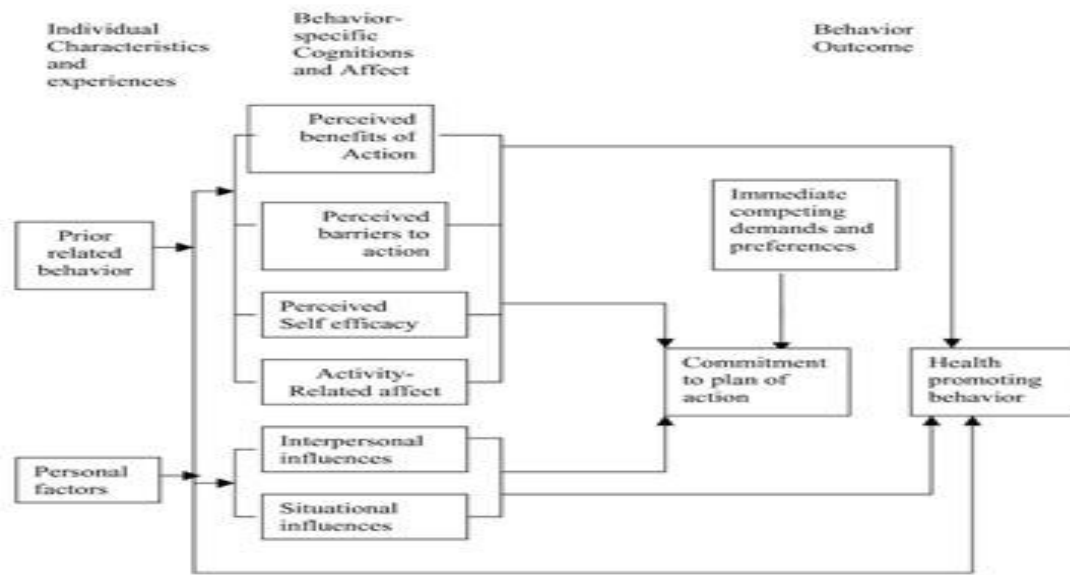 Individual
Characteristics
and
experiences
Behavior-
specific
Cognitions
and Affect
Behavior
Outcome
Perceived
benefits of
Action
Perceived
barriers to
action
Perceived
Self efficacy
Activity-
Related affect
Interpersonal
influences
Situational
influences
Prior
related
behavior
Personal
factors
Immediate
competing
demands and
preferences
Commitment
to plan of
action
Health
promoting
behavior